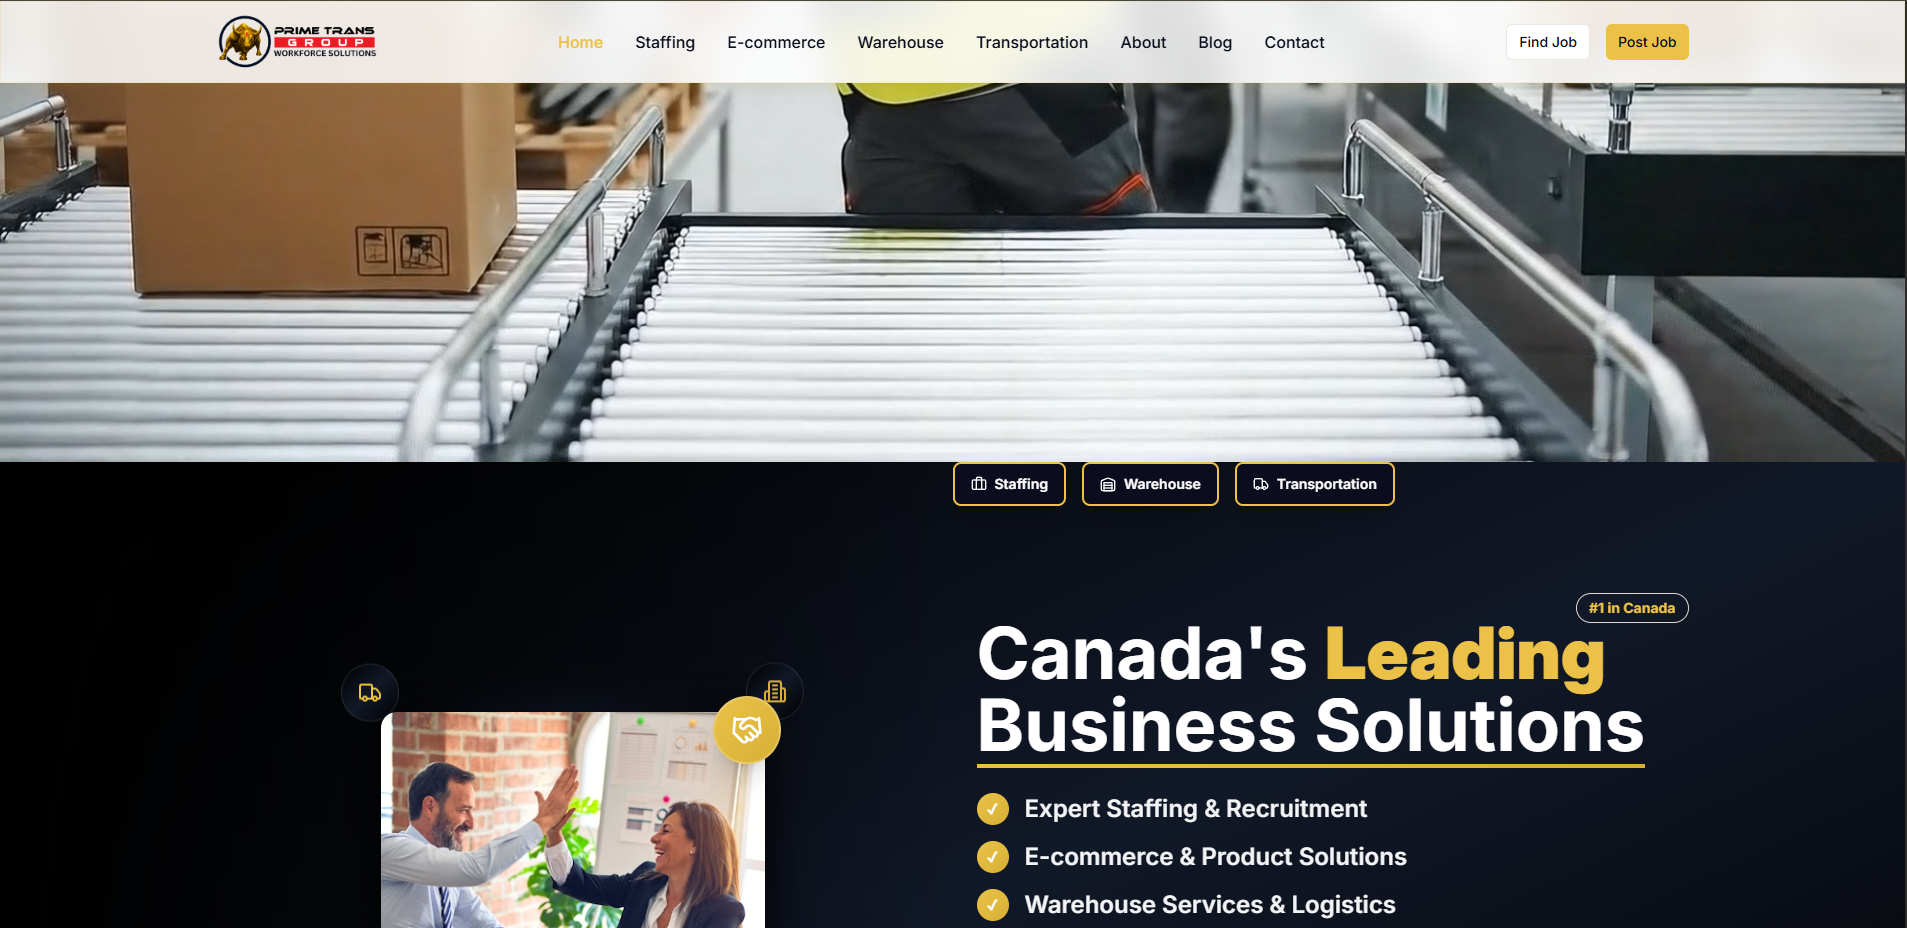 PRIME TRANS
GROUP
WORKFORCE SOLUTIONS
Home Staffing E-commerce Warehouse Transportation About Blog Contact
Find Job Post Job
Staffing Warehouse Transportation
#1 in Canada
Canada's Leading
Business Solutions
Expert Staffing & Recruitment
E-commerce & Product Solutions
Warehouse Services & Logistics